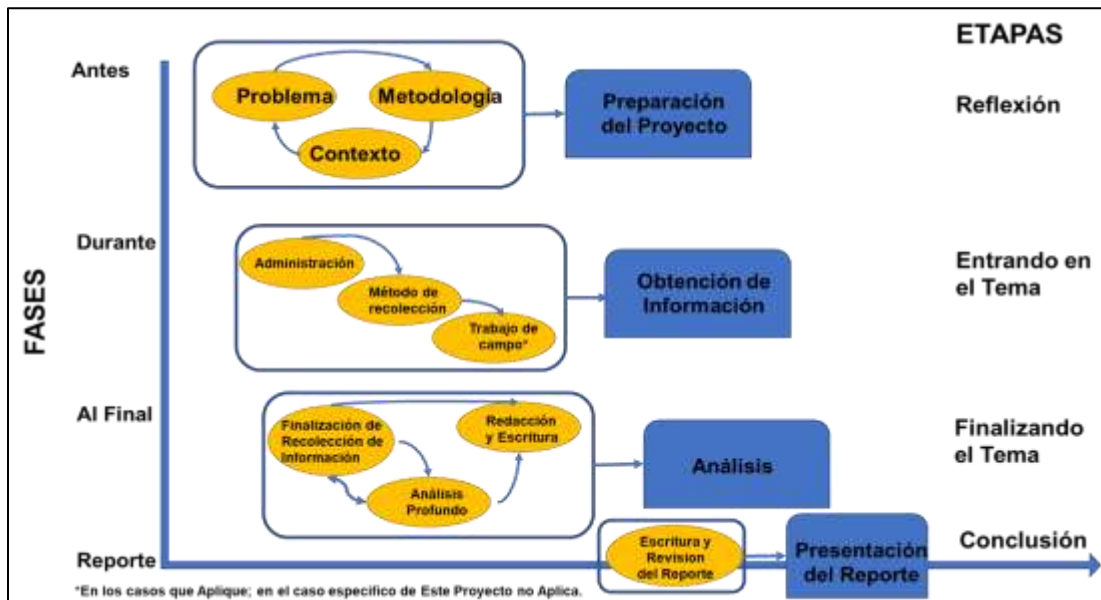 ETAPAS
Antes
Problema
Metodología
Contexto
Preparación
del Proyecto
Reflexión
FASES
Durante
Administración
Método de
recolección
Trabajo de
campo*
Obtención de
Información
Entrando en
el Tema
Al Final
Finalización de
Recolección de
Información
Redacción
y Escritura
Análisis
Profundo
Análisis
Finalizando
el Tema
Reporte
Escritura y
Revision
del Reporte
Presentación
del Reporte
Conclusión
*En los casos que Aplique; en el caso especifico de Este Proyecto no Aplica.